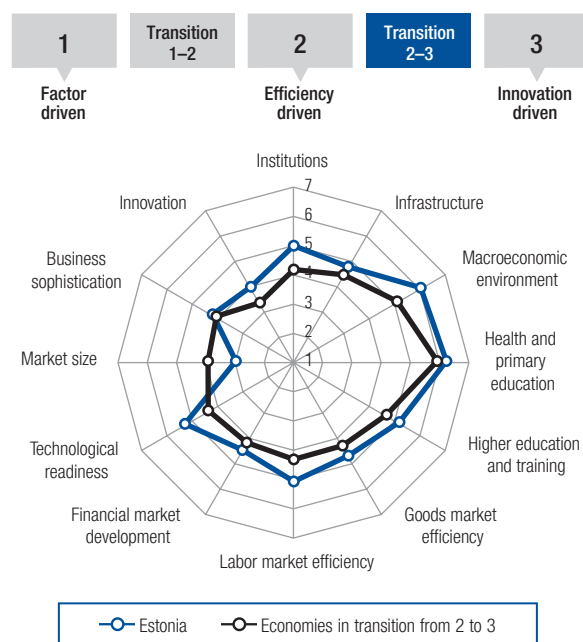 1
Transition
1–2
2
Transition
2–3
3
Factor
driven
Efficiency
driven
Innovation
driven
Institutions
Infrastructure
Macroeconomic
environment
Health and
primary
education
Higher education
and training
Goods market
efficiency
Labor market efficiency
Financial market
development
Technological
readiness
Market size
Business
sophistication
Innovation
7
6
5
4
3
2
1
Estonia
Economies in transition from 2 to 3